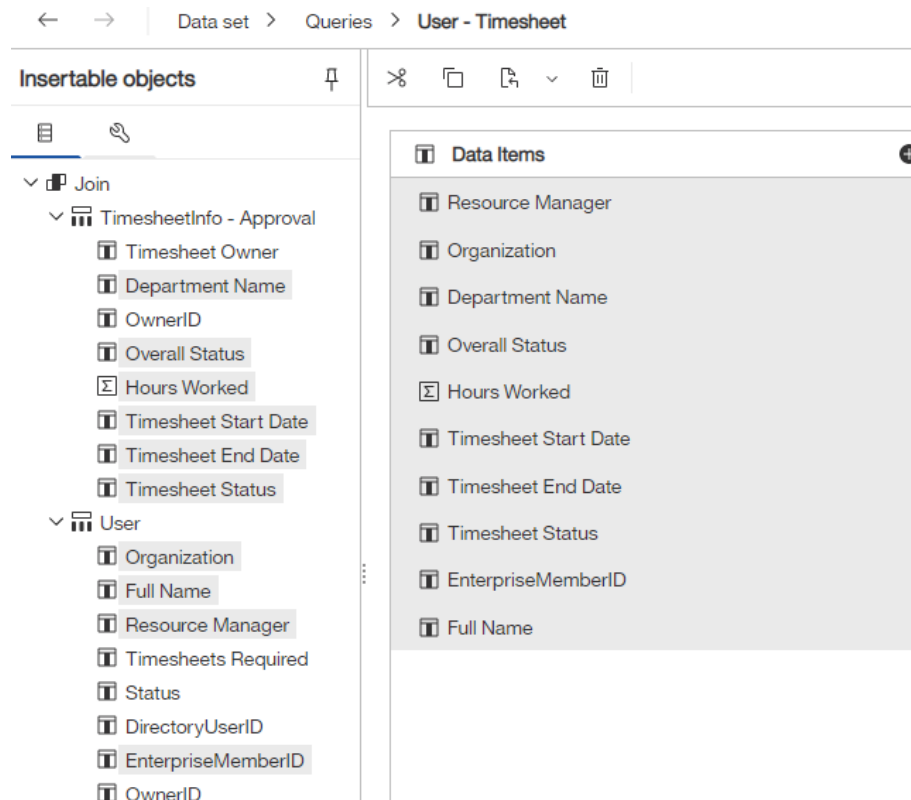 Data set > Queries > User - Timesheet
Insertable objects
Join
TimesheetInfo - Approval
Timesheet Owner
Department Name
OwnerID
Overall Status
Hours Worked
Timesheet Start Date
Timesheet End Date
Timesheet Status
User
Organization
Full Name
Resource Manager
Timesheets Required
Status
DirectoryUserID
EnterpriseMemberID
OwnerID
Data Items
Resource Manager
Organization
Department Name
Overall Status
Hours Worked
Timesheet Start Date
Timesheet End Date
Timesheet Status
EnterpriseMemberID
Full Name